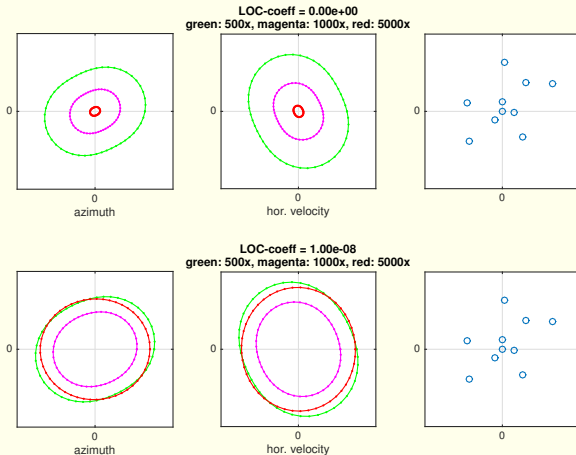 LOC-coeff = 0.00e+00
green: 500x, magenta: 1000x, red: 5000x
0
0
0
0
0
0
azimuth
hor. velocity
LOC-coeff = 1.00e-08
green: 500x, magenta: 1000x, red: 5000x
0
0
0
0
0
0
azimuth
hor. velocity